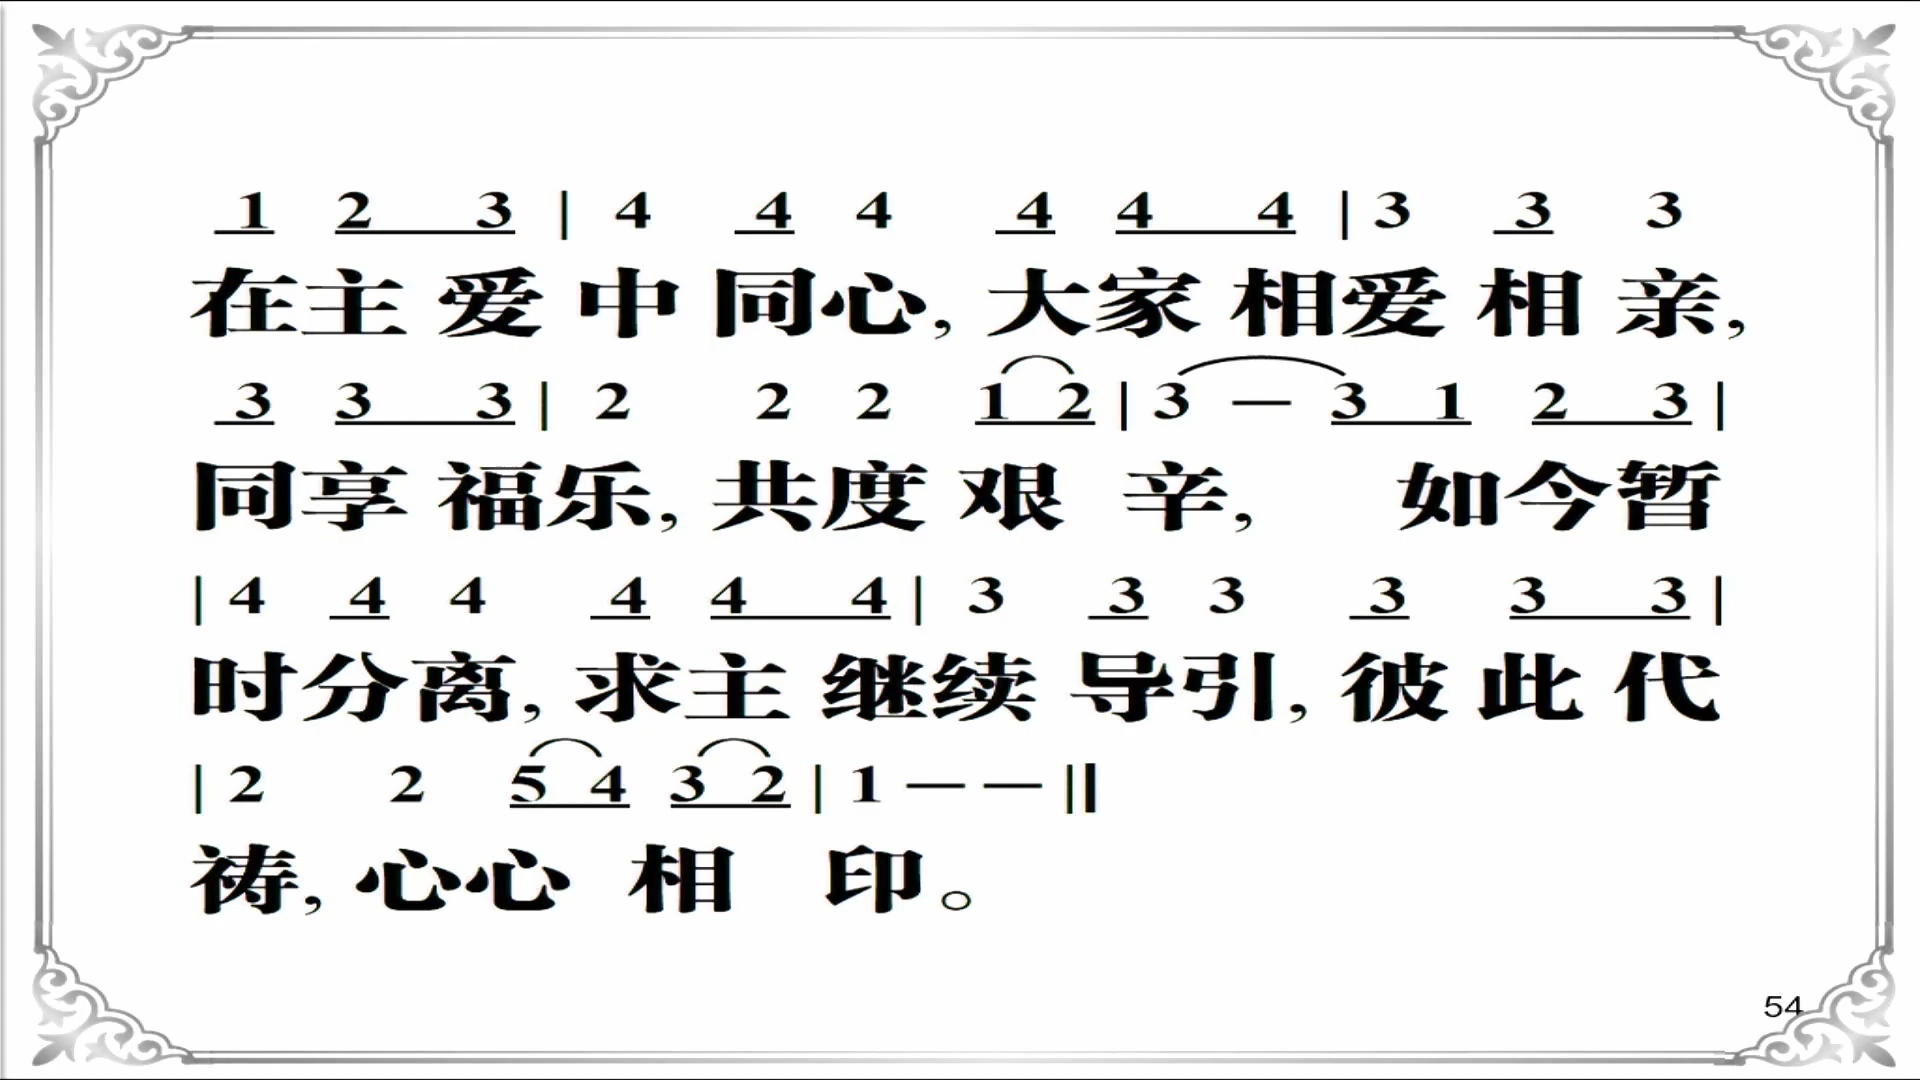 1 2 3 | 4 4 4 4 4 4 | 3 3 3
在主爱中同心,大家相爱相亲,
3 3 3 | 2 2 2 1 2 | 3 — 3 1 2 3 |
同享福乐,共度艰辛, 如今暂
| 4 4 4 4 4 4 | 3 3 3 3 3 3 |
时分离,求主继续导引,彼此代
| 2 2 5 4 3 2 | 1 — — ‖
祷,心心相印。
54